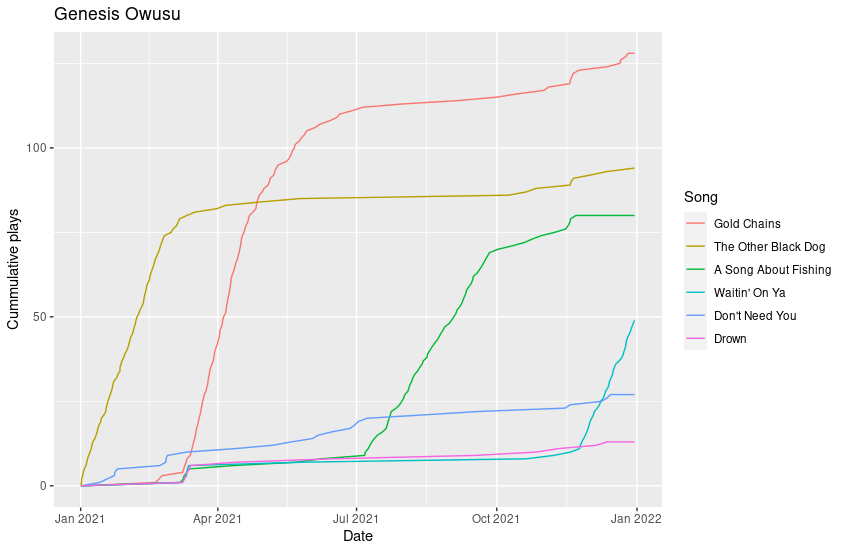 Genesis Owusu
Cummulative plays
100
50
0
Jan 2021
Apr 2021
Jul 2021
Oct 2021
Jan 2022
Date
Song
Gold Chains
The Other Black Dog
A Song About Fishing
Waitin' On Ya
Don't Need You
Drown